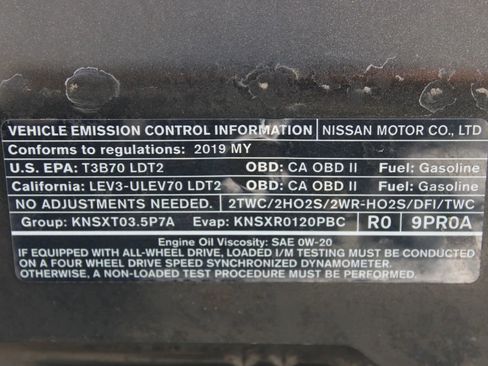 VEHICLE EMISSION CONTROL INFORMATION NISSAN MOTOR CO., LTD
Conforms to regulations: 2019 MY
U.S. EPA: T3B70 LDT2 OBD: CA OBD II Fuel: Gasoline
California: LEV3-ULEV70 LDT2 OBD: CA OBD II Fuel: Gasoline
NO ADJUSTMENTS NEEDED. 2TWC/2HO2S/2WR-HO2S/DFI/TWC
Group: KNSXT03.5P7A Evap: KNSXR0120PBC R0 9PR0A
Engine Oil Viscosity: SAE 0W-20
IF EQUIPPED WITH ALL-WHEEL DRIVE, LOADED I/M TESTING MUST BE CONDUCTED
ON A FOUR WHEEL DRIVE SPEED SYNCHRONIZED DYNAMOMETER.
OTHERWISE, A NON-LOADED TEST PROCEDURE MUST BE PERFORMED.